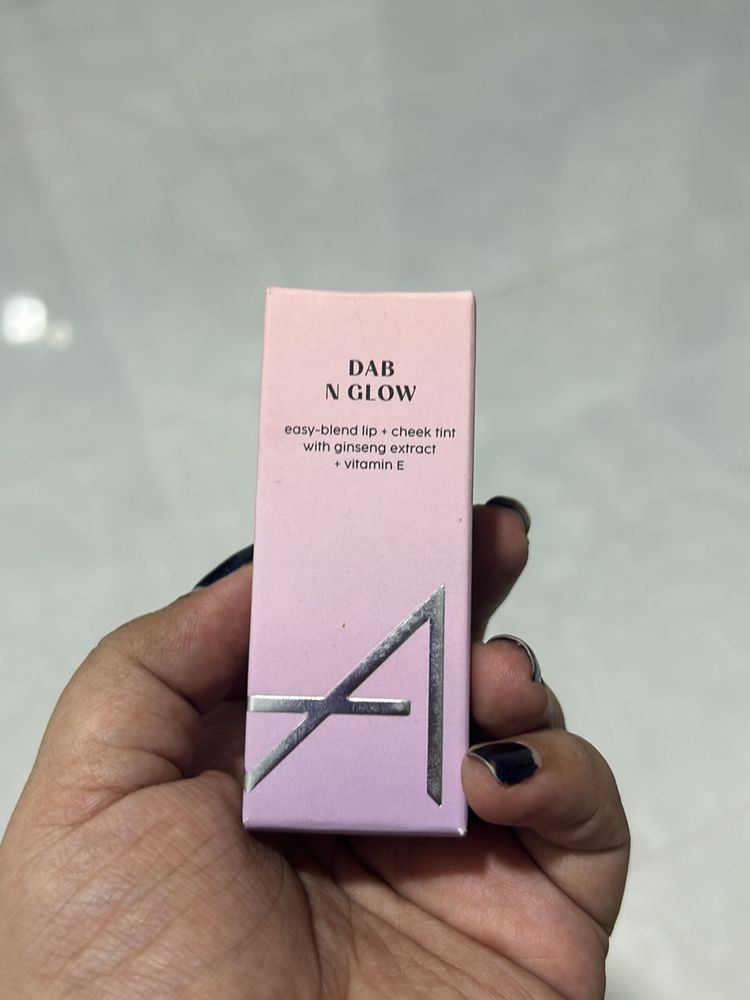 DAB
N GLOW
easy-blend lip + cheek tint
with ginseng extract
+ vitamin E
A